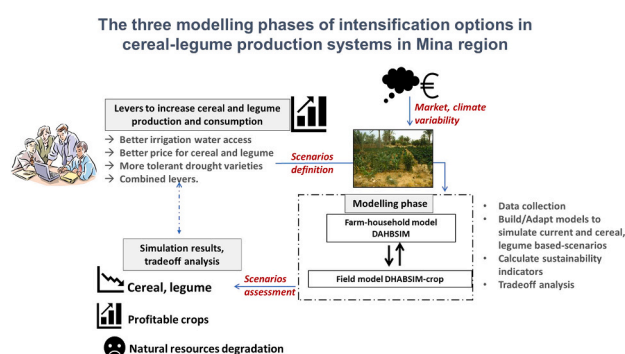 The three modelling phases of intensification options in
cereal-legume production systems in Mina region
€
Market, climate
variability
Levers to increase cereal and legume
production and consumption
→ Better irrigation water access
→ Better price for cereal and legume
→ More tolerant drought varieties
→ Combined levers.
Scenarios
definition
Modelling phase
Farm-household model
DAHBSIM
Field model DHABSIM-crop
• Data collection
• Build/Adapt models to
simulate current and cereal,
legume based-scenarios
• Calculate sustainability
indicators
• Tradeoff analysis
Simulation results,
tradeoff analysis
Scenarios
assessment
Cereal, legume
Profitable crops
Natural resources degradation